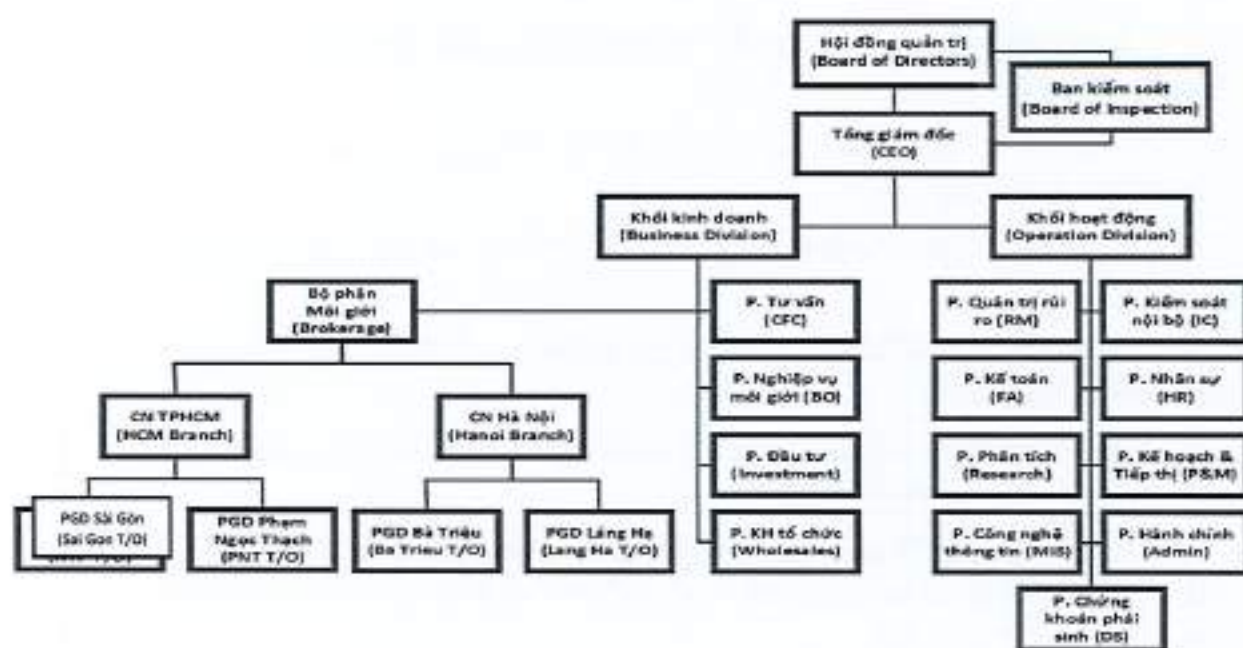 Hội đồng quản trị
(Board of Directors)
Ban kiểm soát
(Board of Inspection)
Tổng giám đốc
(CEO)
Khối kinh doanh
(Business Division)
Khối hoạt động
(Operation Division)
Bộ phận
Môi giới
(Brokerage)
P. Tư vấn
(CFC)
P. Quản trị rủi
ro (RM)
P. Kiểm soát
nội bộ (IC)
P. Nghiệp vụ
môi giới (BO)
P. Kế toán
(FA)
P. Nhân sự
(HR)
CN TPHCM
(HCM Branch)
CN Hà Nội
(Hanoi Branch)
P. Đầu tư
(Investment)
P. Phân tích
(Research)
P. Kế hoạch &
Tiếp thị (P&M)
PGD Sài Gòn
(Sai Gon T/O)
PGD Phạm
Ngọc Thạch
(PNT T/O)
PGD Bà Triệu
(Ba Trieu T/O)
PGD Láng Hạ
(Lang Ha T/O)
P. KH tổ chức
(Wholesales)
P. Công nghệ
thông tin (MIS)
P. Hành chính
(Admin)
P. Chứng
khoán phái
sinh (DS)